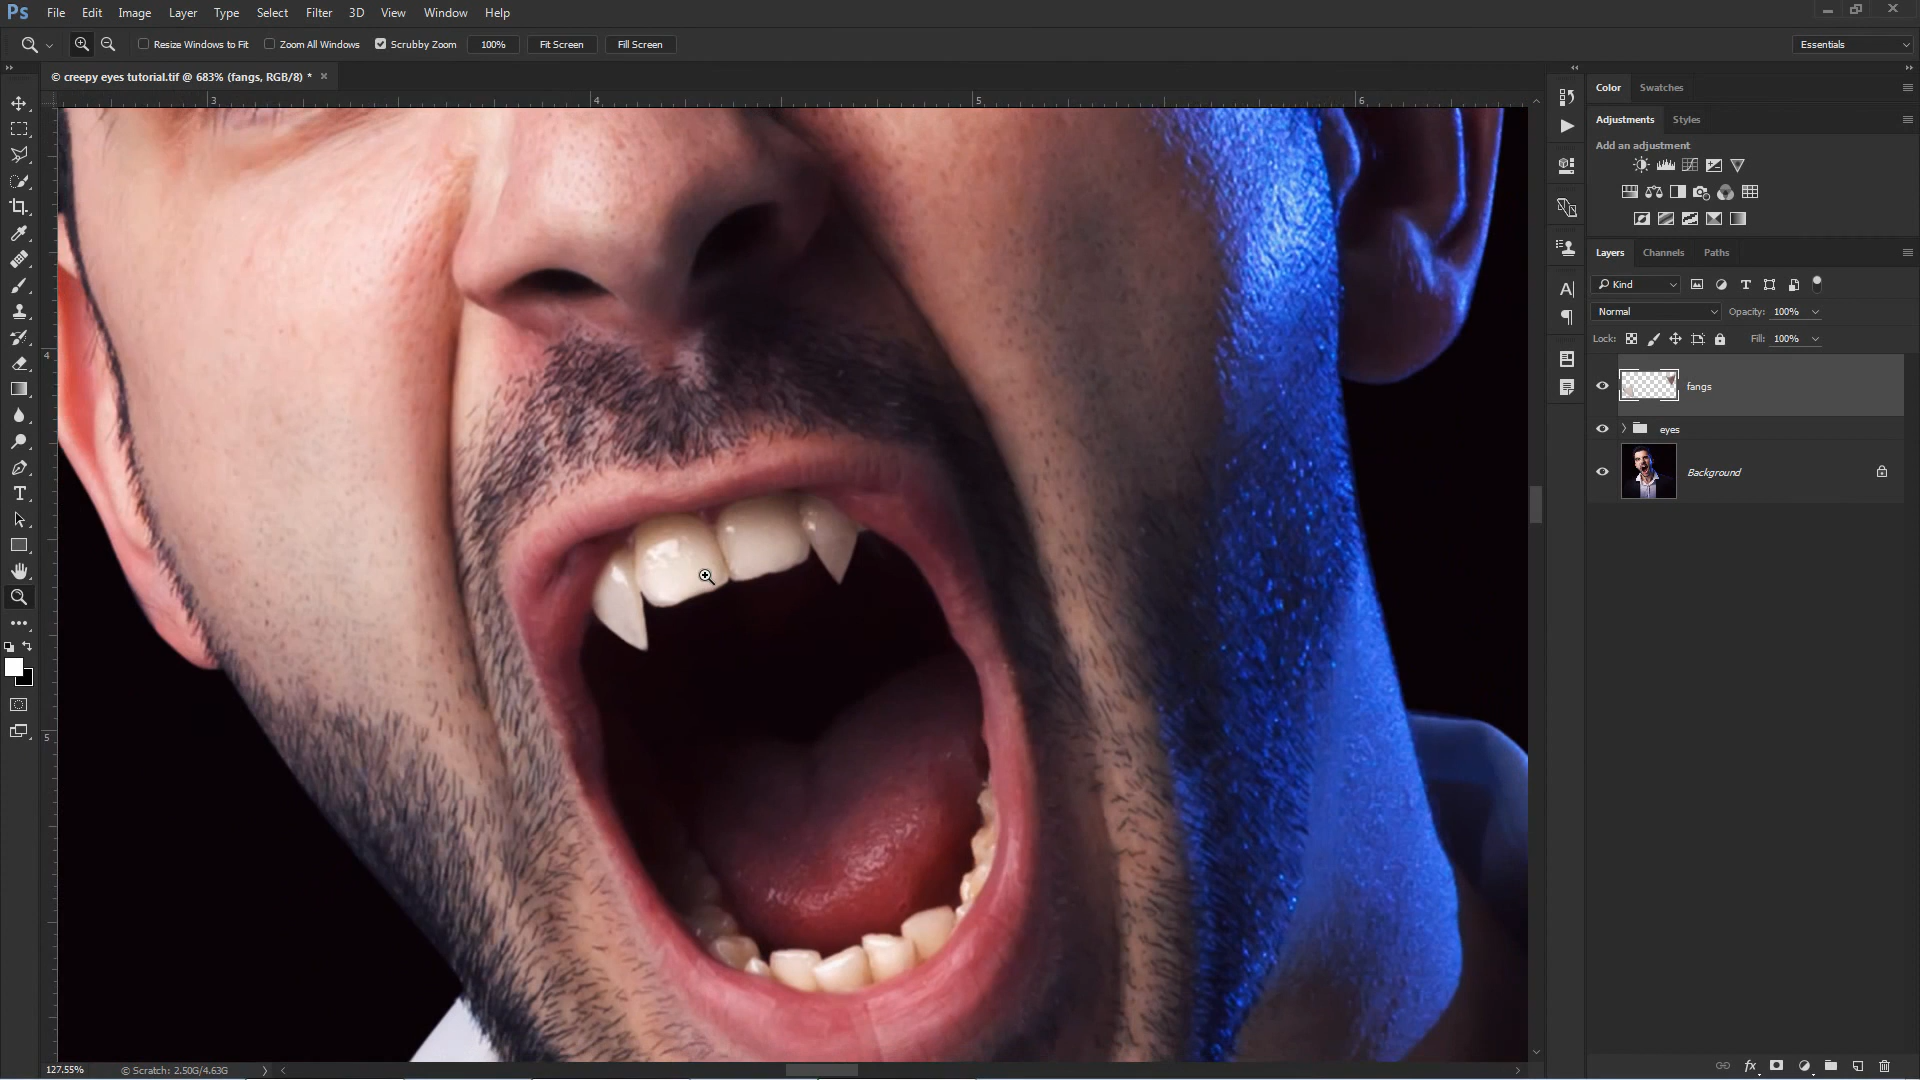 Ps File Edit Image Layer Type Select Filter 3D View Window Help
Resize Windows to Fit Zoom All Windows Scrubby Zoom 100% Fit Screen Fill Screen Essentials
© creepy eyes tutorial.tif @ 683% (fangs, RGB/8) * ×
3 4 5 6
4
5
Color Swatches
Adjustments Styles
Add an adjustment
Layers Channels Paths
Kind
Normal Opacity: 100%
Lock: Fill: 100%
fangs
eyes
Background
127.55% © Scratch: 2.50G/4.63G